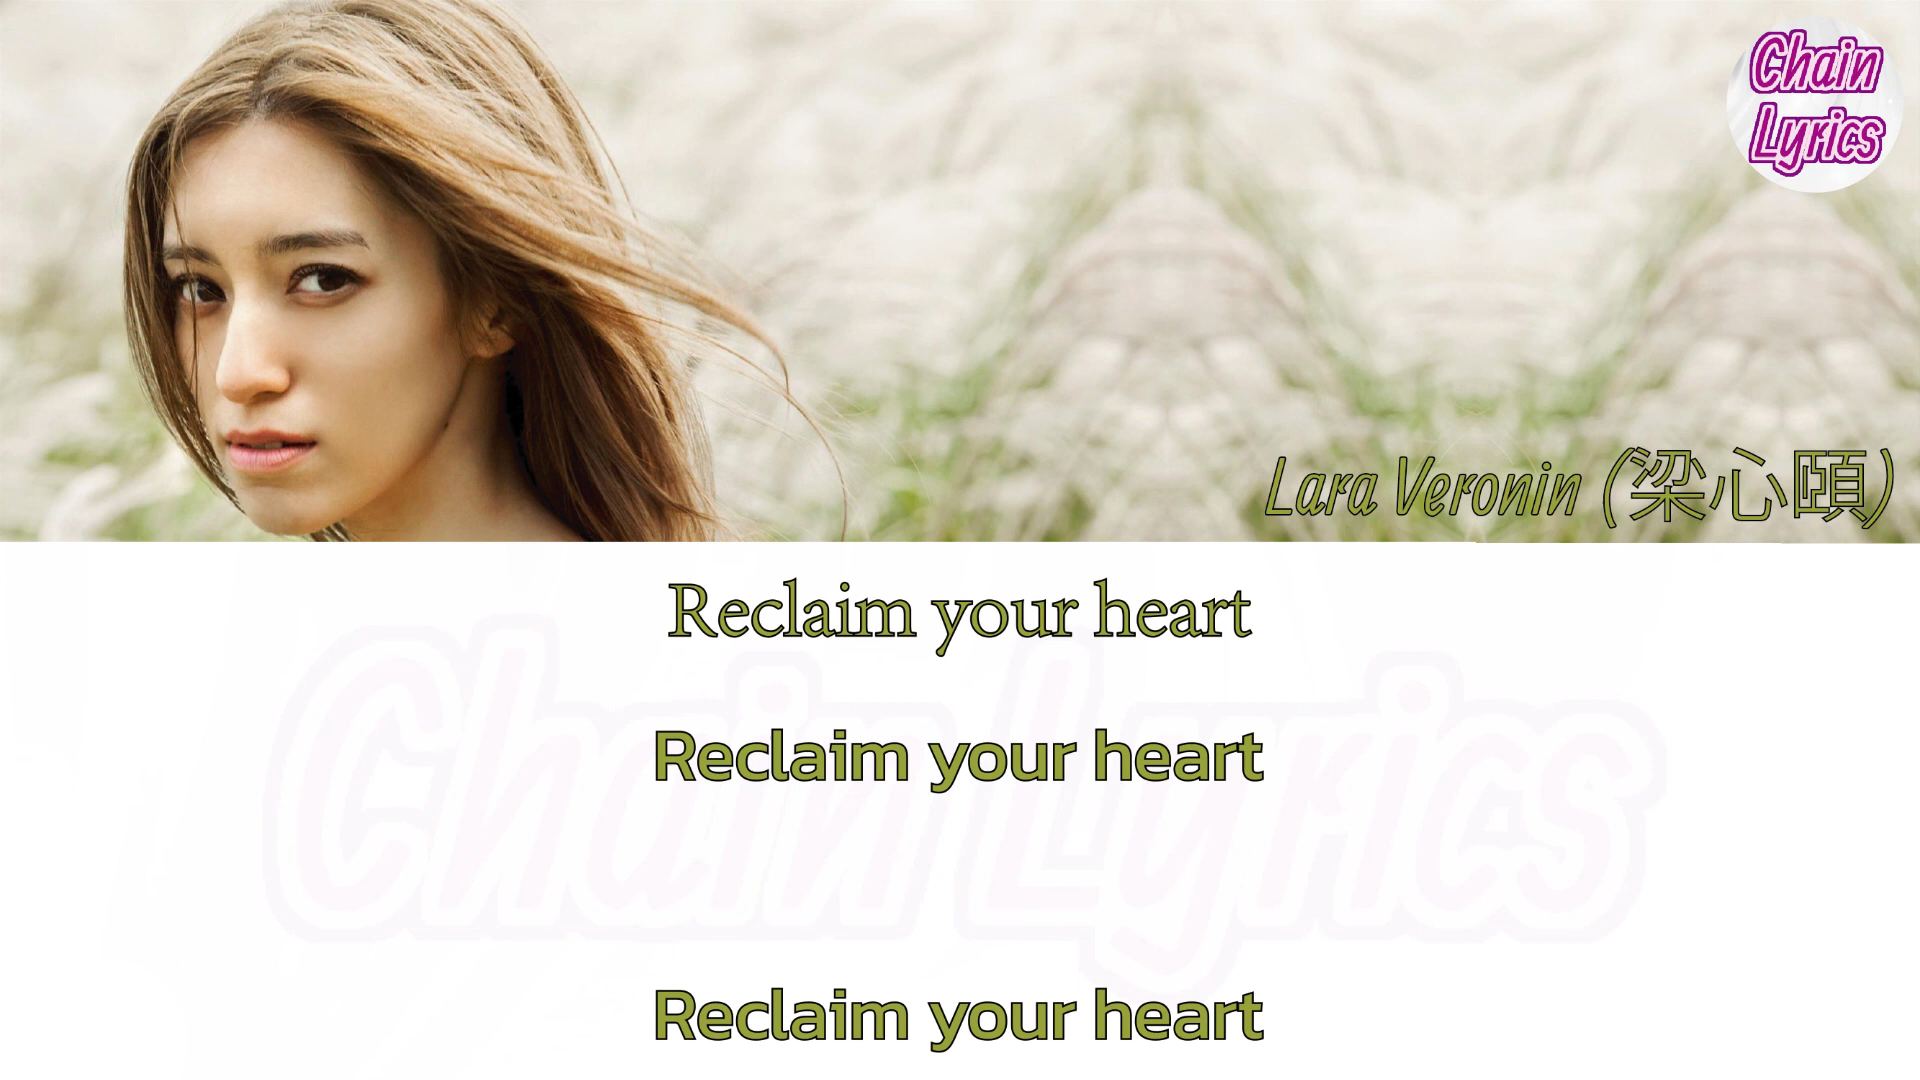 Chain
Lyrics
Lara Veronin (梁心頤)
Reclaim your heart
Reclaim your heart
Chain Lyrics
Reclaim your heart